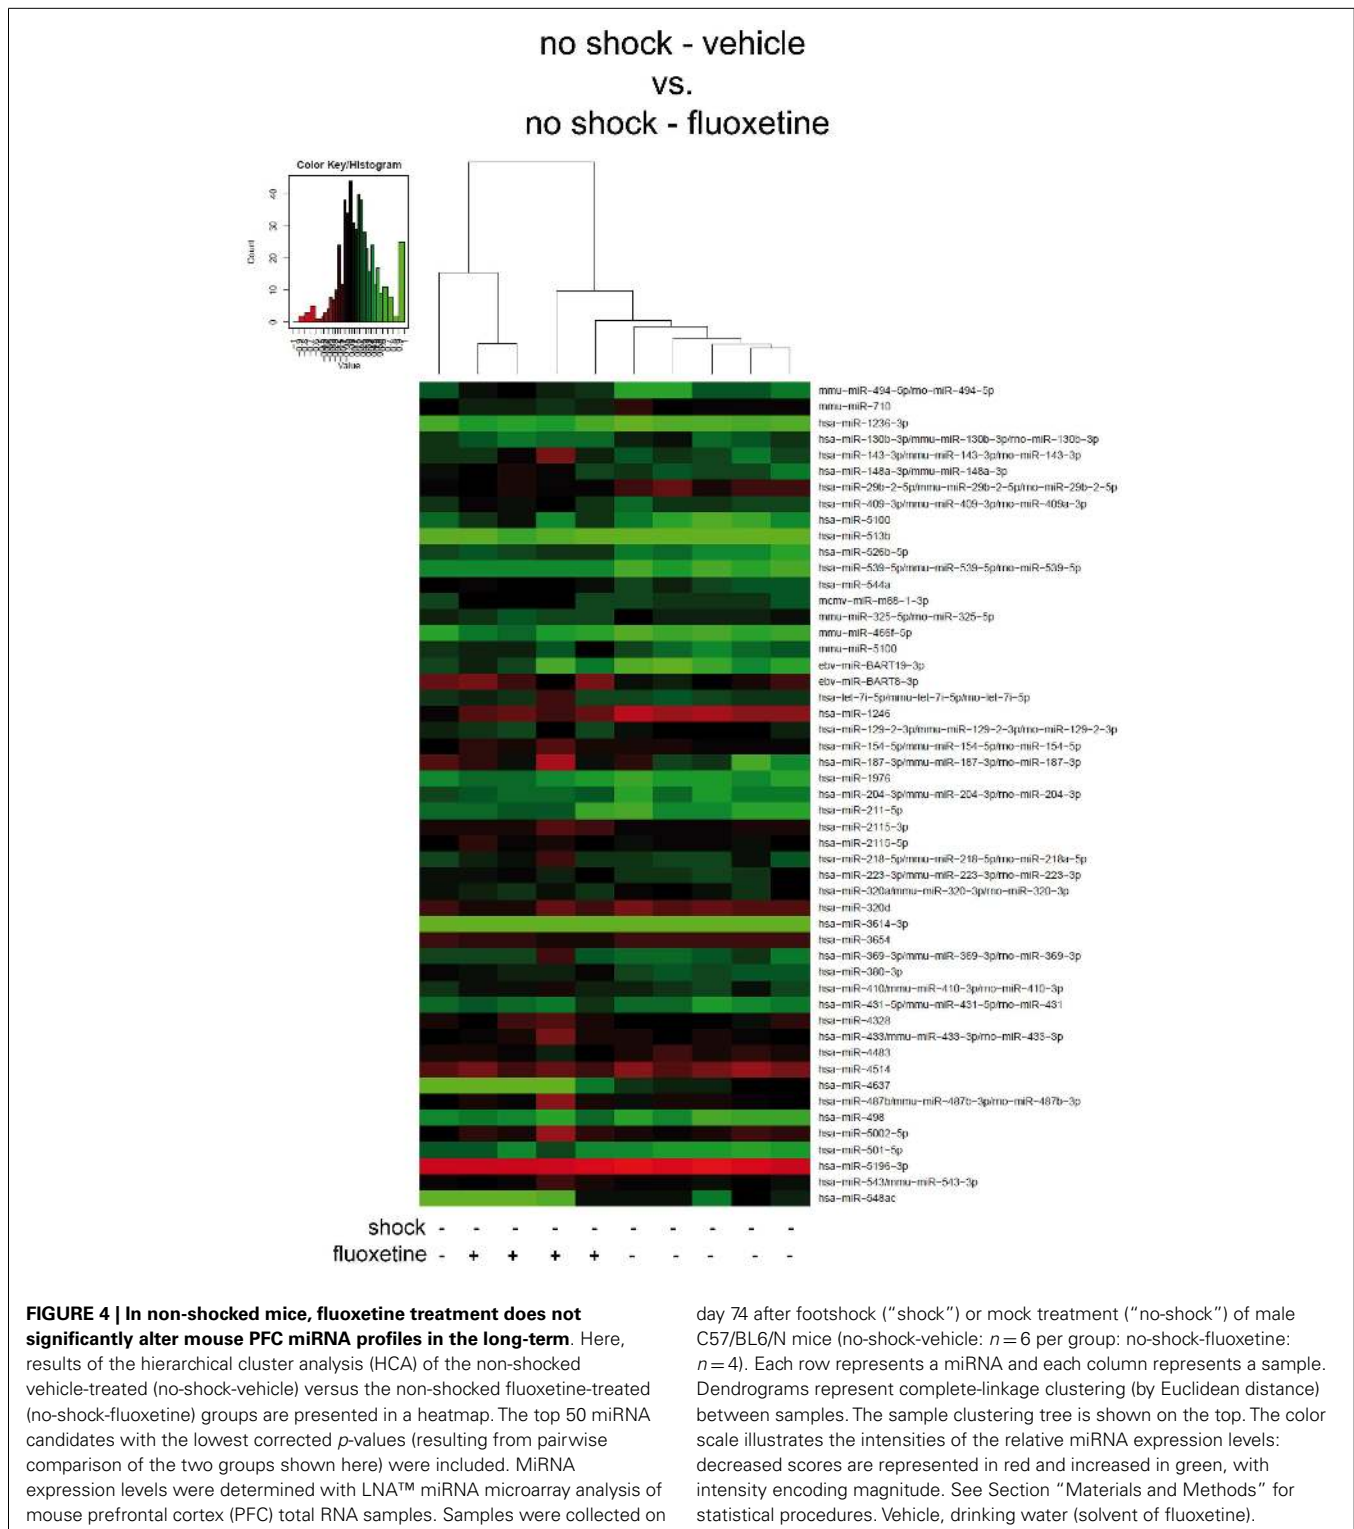 no shock - vehicle
vs.
no shock - fluoxetine
Color Key/Histogram
Count
0
10
20
30
40
Value
mmu-miR-494-5p/rno-miR-494-5p
mmu-miR-710
hsa-miR-1236-3p
hsa-miR-130b-3p/mmu-miR-130b-3p/rno-miR-130b-3p
hsa-miR-143-3p/mmu-miR-143-3p/rno-miR-143-3p
hsa-miR-148a-3p/mmu-miR-148a-3p
hsa-miR-29b-2-5p/mmu-miR-29b-2-5p/rno-miR-29b-2-5p
hsa-miR-409-3p/mmu-miR-409-3p/rno-miR-409a-3p
hsa-miR-5100
hsa-miR-513b
hsa-miR-526b-5p
hsa-miR-539-5p/mmu-miR-539-5p/rno-miR-539-5p
hsa-miR-544a
mcmv-miR-m88-1-3p
mmu-miR-325-5p/rno-miR-325-5p
mmu-miR-466f-5p
mmu-miR-5100
ebv-miR-BART19-3p
ebv-miR-BART8-3p
hsa-let-7i-5p/mmu-let-7i-5p/rno-let-7i-5p
hsa-miR-1246
hsa-miR-129-2-3p/mmu-miR-129-2-3p/rno-miR-129-2-3p
hsa-miR-154-5p/mmu-miR-154-5p/rno-miR-154-5p
hsa-miR-187-3p/mmu-miR-187-3p/rno-miR-187-3p
hsa-miR-1976
hsa-miR-204-3p/mmu-miR-204-3p/rno-miR-204-3p
hsa-miR-211-5p
hsa-miR-2115-3p
hsa-miR-2115-5p
hsa-miR-218-5p/mmu-miR-218-5p/rno-miR-218a-5p
hsa-miR-223-3p/mmu-miR-223-3p/rno-miR-223-3p
hsa-miR-320a/mmu-miR-320-3p/rno-miR-320-3p
hsa-miR-320d
hsa-miR-3614-3p
hsa-miR-3654
hsa-miR-369-3p/mmu-miR-369-3p/rno-miR-369-3p
hsa-miR-380-3p
hsa-miR-410/mmu-miR-410-3p/rno-miR-410-3p
hsa-miR-431-5p/mmu-miR-431-5p/rno-miR-431
hsa-miR-4328
hsa-miR-433/mmu-miR-433-3p/rno-miR-433-3p
hsa-miR-4483
hsa-miR-4514
hsa-miR-4637
hsa-miR-487b/mmu-miR-487b-3p/rno-miR-487b-3p
hsa-miR-498
hsa-miR-5002-5p
hsa-miR-501-5p
hsa-miR-5196-3p
hsa-miR-543/mmu-miR-543-3p
hsa-miR-548ac
shock - - - - - - - - - -
fluoxetine - + + + + - - - - -
FIGURE 4 | In non-shocked mice, fluoxetine treatment does not
significantly alter mouse PFC miRNA profiles in the long-term. Here,
results of the hierarchical cluster analysis (HCA) of the non-shocked
vehicle-treated (no-shock-vehicle) versus the non-shocked fluoxetine-treated
(no-shock-fluoxetine) groups are presented in a heatmap. The top 50 miRNA
candidates with the lowest corrected p-values (resulting from pairwise
comparison of the two groups shown here) were included. MiRNA
expression levels were determined with LNA™ miRNA microarray analysis of
mouse prefrontal cortex (PFC) total RNA samples. Samples were collected on
day 74 after footshock (“shock”) or mock treatment (“no-shock”) of male
C57/BL6/N mice (no-shock-vehicle: n = 6 per group: no-shock-fluoxetine:
n = 4). Each row represents a miRNA and each column represents a sample.
Dendrograms represent complete-linkage clustering (by Euclidean distance)
between samples. The sample clustering tree is shown on the top. The color
scale illustrates the intensities of the relative miRNA expression levels:
decreased scores are represented in red and increased in green, with
intensity encoding magnitude. See Section “Materials and Methods” for
statistical procedures. Vehicle, drinking water (solvent of fluoxetine).